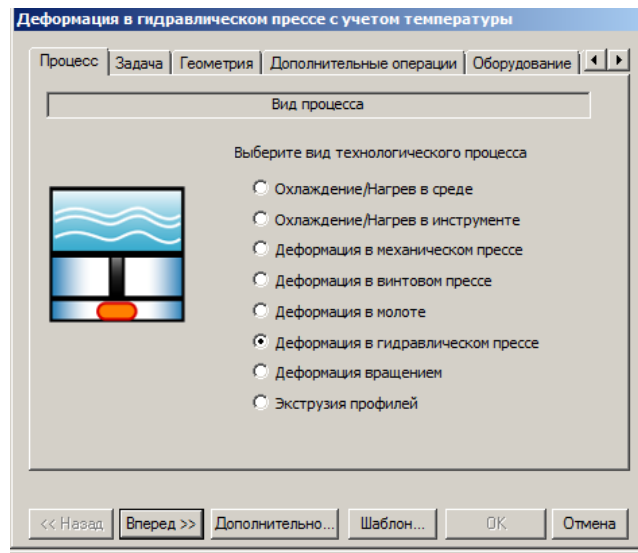 Деформация в гидравлическом прессе с учетом температуры
Процесс Задача Геометрия Дополнительные операции Оборудование
Вид процесса
Выберите вид технологического процесса
Охлаждение/Нагрев в среде
Охлаждение/Нагрев в инструменте
Деформация в механическом прессе
Деформация в винтовом прессе
Деформация в молоте
Деформация в гидравлическом прессе
Деформация вращением
Экструзия профилей
<< Назад Вперед >> Дополнительно... Шаблон... ОК Отмена